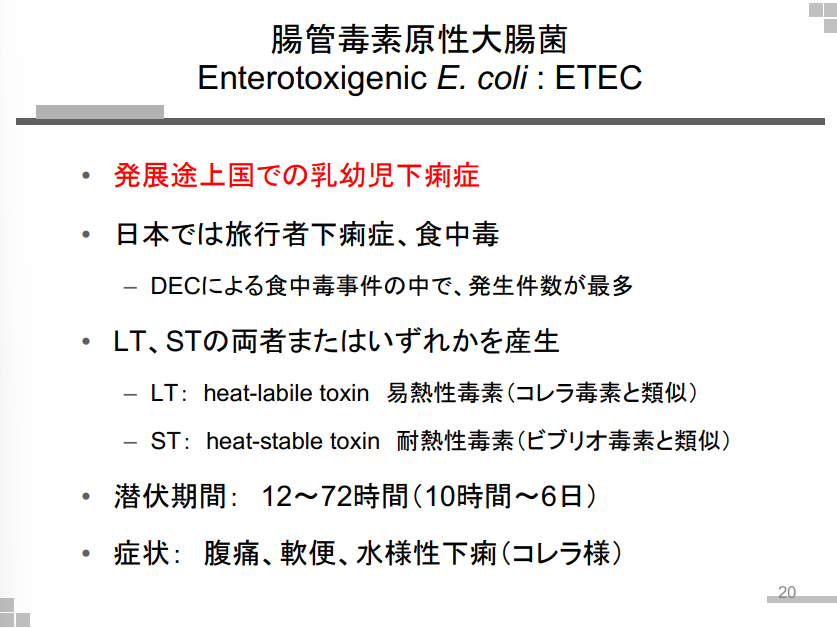 腸管毒素原性大腸菌
Enterotoxigenic E. coli : ETEC
• 発展途上国での乳幼児下痢症
• 日本では旅行者下痢症、食中毒
– DECによる食中毒事件の中で、発生件数が最多
• LT、STの両者またはいずれかを産生
– LT： heat-labile toxin 易熱性毒素（コレラ毒素と類似）
– ST： heat-stable toxin 耐熱性毒素（ビブリオ毒素と類似）
• 潜伏期間： 12～72時間（10時間～6日）
• 症状： 腹痛、軟便、水様性下痢（コレラ様）
20